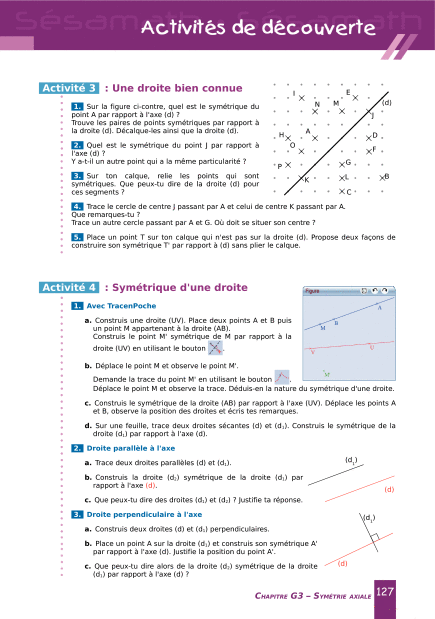 Sésamath Sésamath Sésamath
Activités de découverte
Activité 3 : Une droite bien connue
1. Sur la figure ci-contre, quel est le symétrique du
point A par rapport à l'axe (d) ?
Trouve les paires de points symétriques par rapport à
la droite (d). Décalque-les ainsi que la droite (d).
2. Quel est le symétrique du point J par rapport à
l'axe (d) ?
Y a-t-il un autre point qui a la même particularité ?
3. Sur ton calque, relie les points qui sont
symétriques. Que peux-tu dire de la droite (d) pour
ces segments ?
I
E
N
M
(d)
J
H
A
D
O
F
P
G
K
L
B
C
4. Trace le cercle de centre J passant par A et celui de centre K passant par A.
Que remarques-tu ?
Trace un autre cercle passant par A et G. Où doit se situer son centre ?
5. Place un point T sur ton calque qui n'est pas sur la droite (d). Propose deux façons de
construire son symétrique T' par rapport à (d) sans plier le calque.
Activité 4 : Symétrique d'une droite
1. Avec TracenPoche
a. Construis une droite (UV). Place deux points A et B puis
un point M appartenant à la droite (AB).
Construis le point M' symétrique de M par rapport à la
droite (UV) en utilisant le bouton .
Figure
A
B
M
U
V
M'
b. Déplace le point M et observe le point M'.
Demande la trace du point M' en utilisant le bouton .
Déplace le point M et observe la trace. Déduis-en la nature du symétrique d'une droite.
c. Construis le symétrique de la droite (AB) par rapport à l'axe (UV). Déplace les points A
et B, observe la position des droites et écris tes remarques.
d. Sur une feuille, trace deux droites sécantes (d) et (d1). Construis le symétrique de la
droite (d1) par rapport à l'axe (d).
2. Droite parallèle à l'axe
a. Trace deux droites parallèles (d) et (d1).
b. Construis la droite (d2) symétrique de la droite (d1) par
rapport à l'axe (d).
c. Que peux-tu dire des droites (d1) et (d2) ? Justifie ta réponse.
(d1)
(d)
3. Droite perpendiculaire à l'axe
a. Construis deux droites (d) et (d1) perpendiculaires.
b. Place un point A sur la droite (d1) et construis son symétrique A'
par rapport à l'axe (d). Justifie la position du point A'.
c. Que peux-tu dire alors de la droite (d2) symétrique de la droite
(d1) par rapport à l'axe (d) ?
(d1)
(d)
CHAPITRE G3 – SYMÉTRIE AXIALE 127